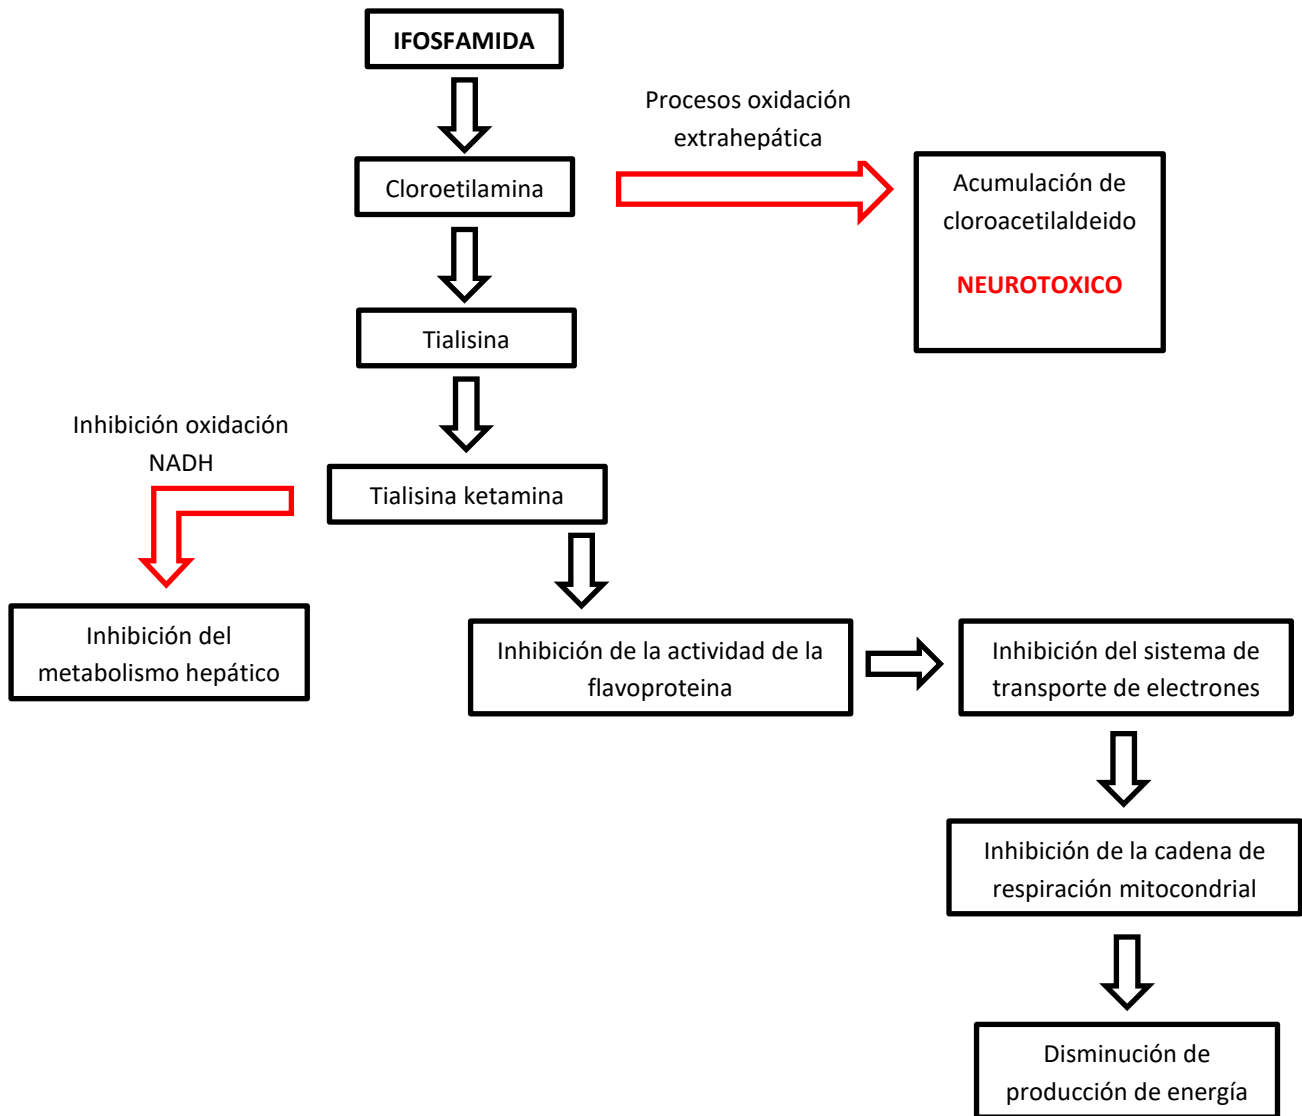 IFOSFAMIDA
Procesos oxidación
extrahepática
Cloroetilamina
Acumulación de
cloroacetilaldeido
NEUROTOXICO
Tialisina
Inhibición oxidación
NADH
Tialisina ketamina
Inhibición del
metabolismo hepático
Inhibición de la actividad de la
flavoproteina
Inhibición del sistema de
transporte de electrones
Inhibición de la cadena de
respiración mitocondrial
Disminución de
producción de energía